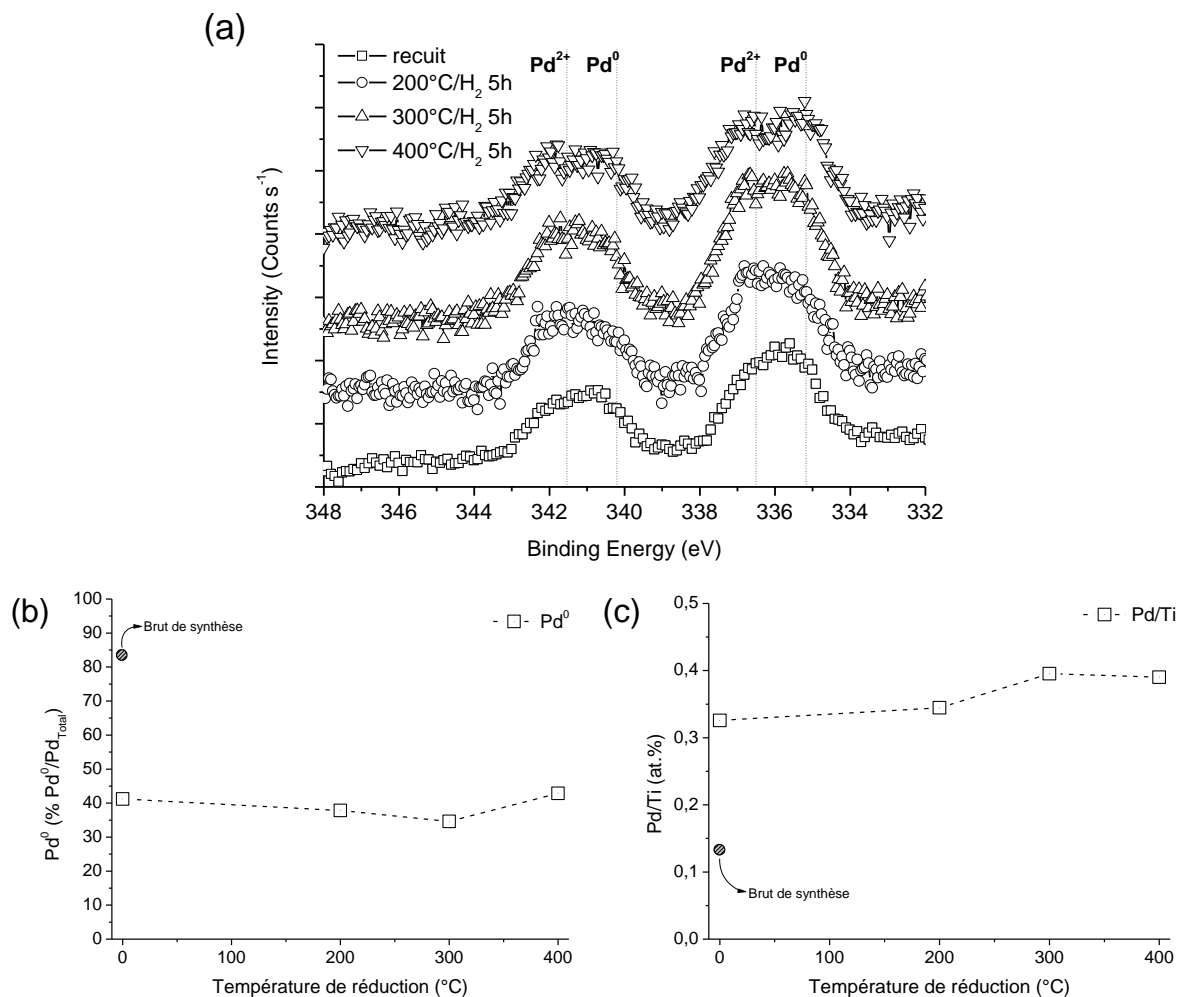 (a)
recuit
200°C/H₂ 5h
300°C/H₂ 5h
400°C/H₂ 5h
Pd²⁺ Pd⁰ Pd²⁺ Pd⁰
Intensity (Counts s⁻¹)
348 346 344 342 340 338 336 334 332
Binding Energy (eV)
(b)
100
90
80
70
60
50
40
30
20
10
0
Brut de synthèse
Pd⁰
Pd⁰ (% Pd⁰/Pd_Total)
0 100 200 300 400
Température de réduction (°C)
(c)
0,5
0,4
0,3
0,2
0,1
0,0
Pd/Ti
Brut de synthèse
Pd/Ti (at.%)
0 100 200 300 400
Température de réduction (°C)